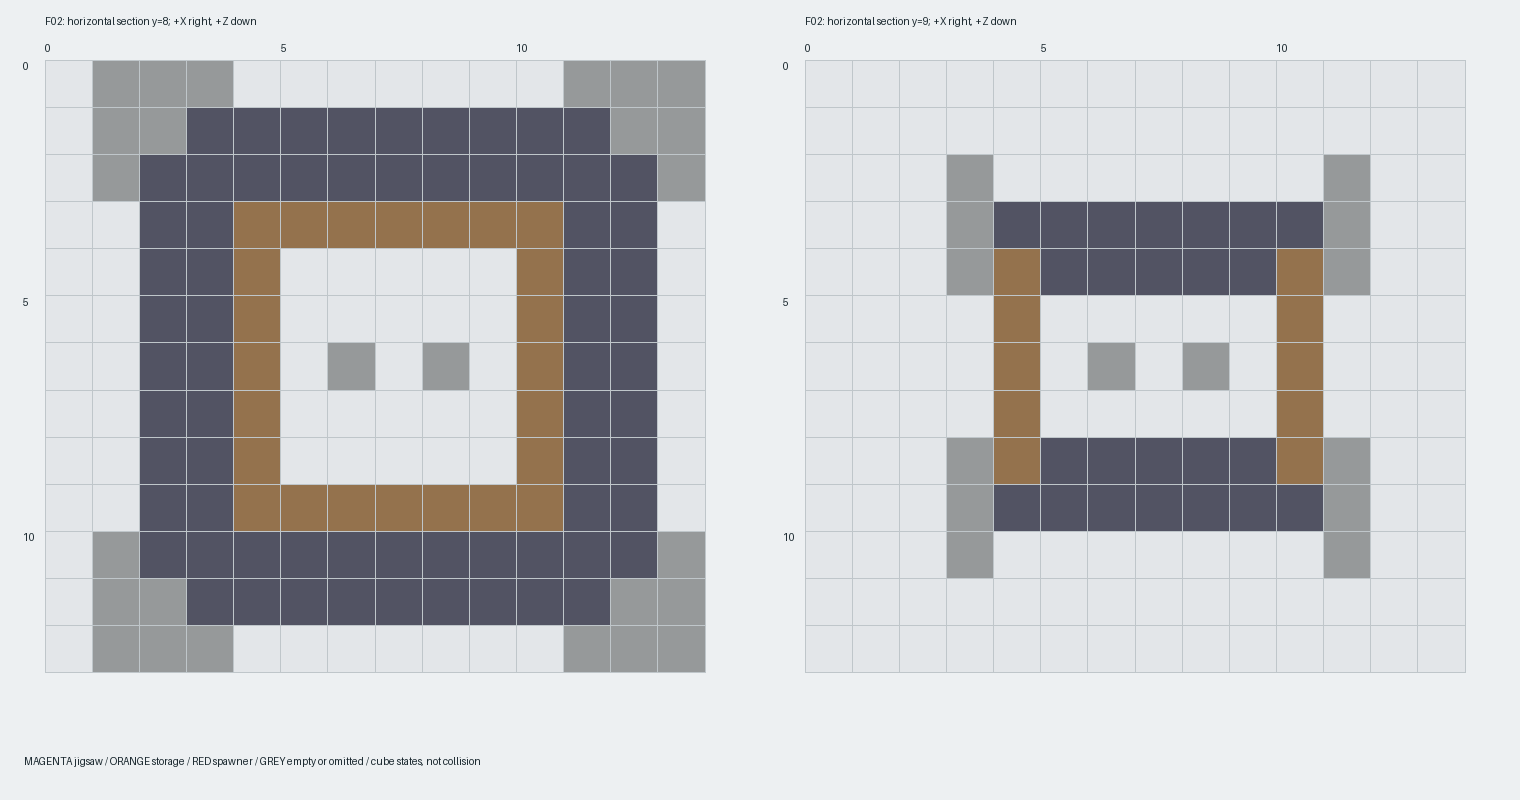 F02: horizontal section y=8; +X right, +Z down
F02: horizontal section y=9; +X right, +Z down
0 5 10
0 5 10
0
0
5
5
10
10
MAGENTA jigsaw / ORANGE storage / RED spawner / GREY empty or omitted / cube states, not collision